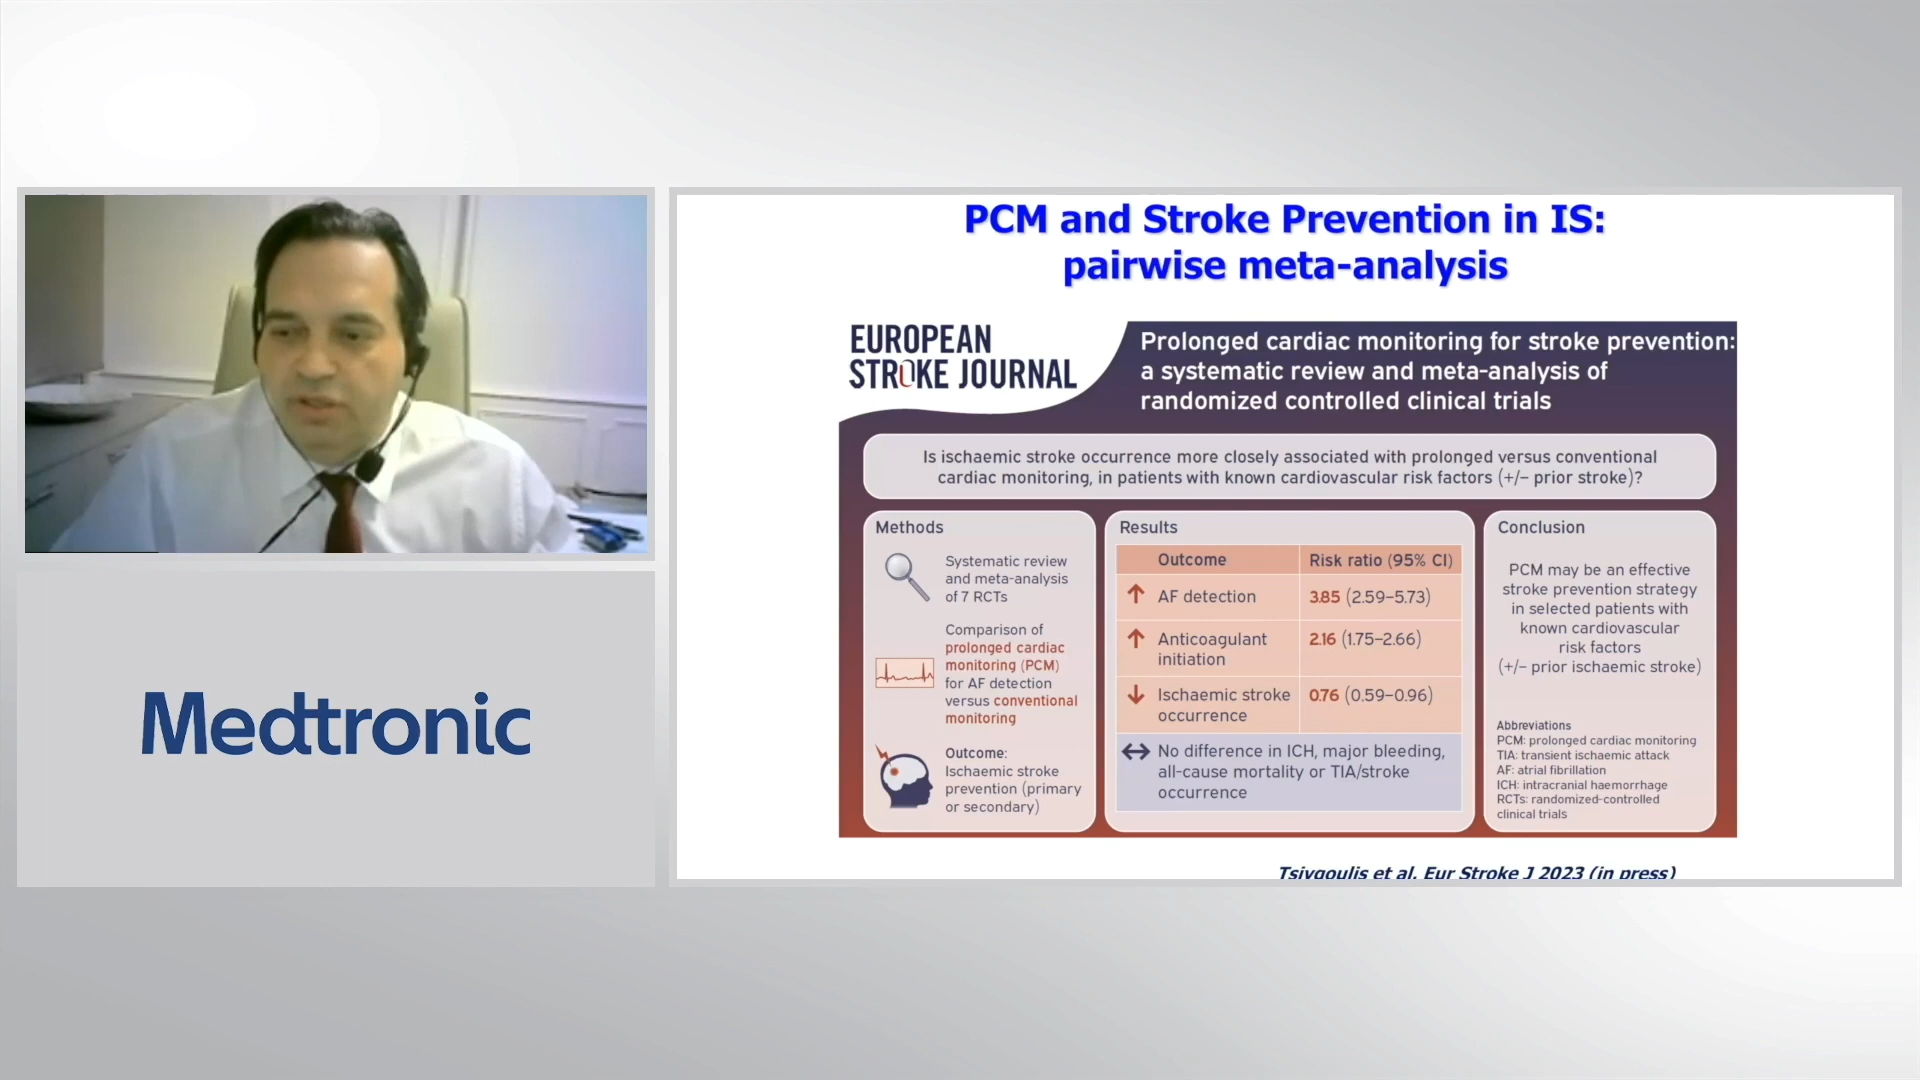 Medtronic
PCM and Stroke Prevention in IS:
pairwise meta-analysis
EUROPEAN
STROKE JOURNAL
Prolonged cardiac monitoring for stroke prevention:
a systematic review and meta-analysis of
randomized controlled clinical trials
Is ischaemic stroke occurrence more closely associated with prolonged versus conventional
cardiac monitoring, in patients with known cardiovascular risk factors (+/– prior stroke)?
Methods
Systematic review
and meta-analysis
of 7 RCTs
Comparison of
prolonged cardiac
monitoring (PCM)
for AF detection
versus conventional
monitoring
Outcome:
Ischaemic stroke
prevention (primary
or secondary)
Results
Outcome Risk ratio (95% CI)
↑ AF detection 3.85 (2.59–5.73)
↑ Anticoagulant 2.16 (1.75–2.66)
initiation
↓ Ischaemic stroke 0.76 (0.59–0.96)
occurrence
↔ No difference in ICH, major bleeding,
all-cause mortality or TIA/stroke
occurrence
Conclusion
PCM may be an effective
stroke prevention strategy
in selected patients with
known cardiovascular
risk factors
(+/– prior ischaemic stroke)
Abbreviations
PCM: prolonged cardiac monitoring
TIA: transient ischaemic attack
AF: atrial fibrillation
ICH: intracranial haemorrhage
RCTs: randomized-controlled
clinical trials
Tsivgoulis et al. Eur Stroke J 2023 (in press)